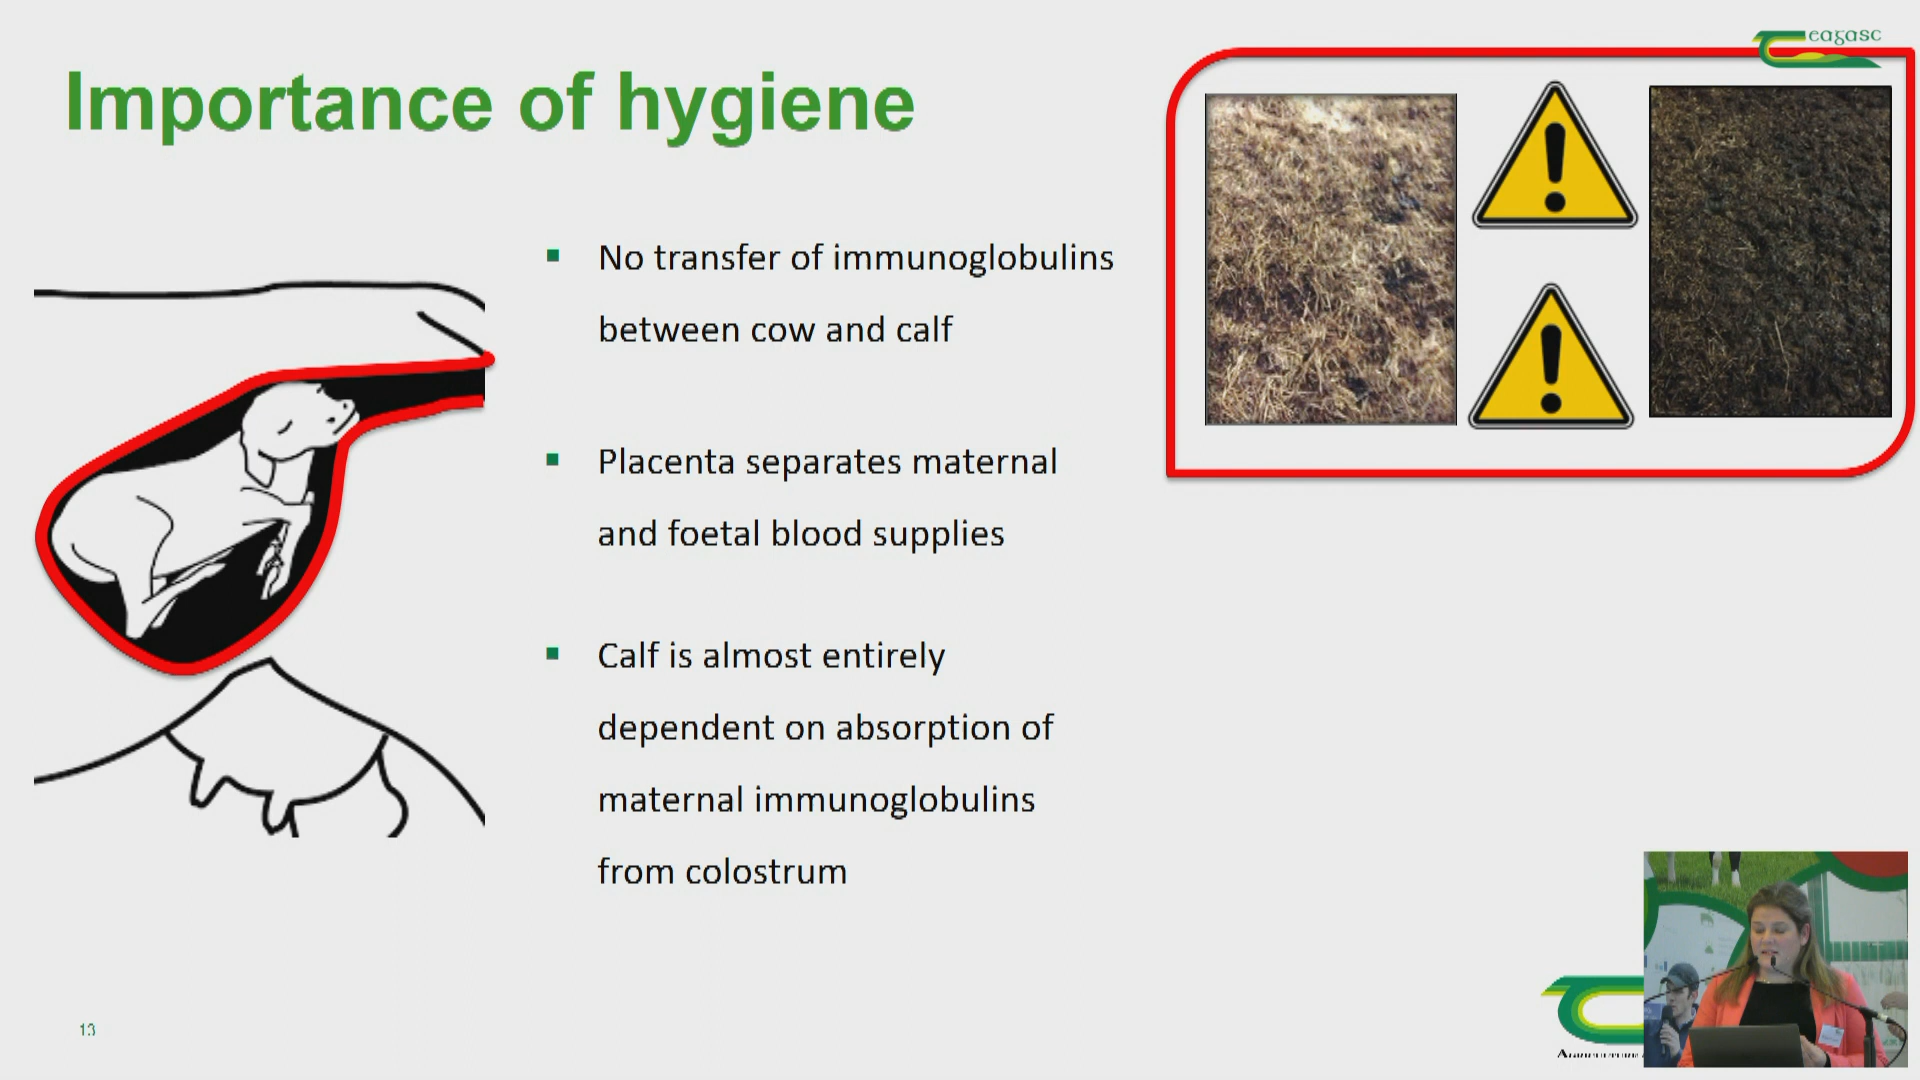 eagasc
Importance of hygiene
No transfer of immunoglobulins
between cow and calf
Placenta separates maternal
and foetal blood supplies
Calf is almost entirely
dependent on absorption of
maternal immunoglobulins
from colostrum
13